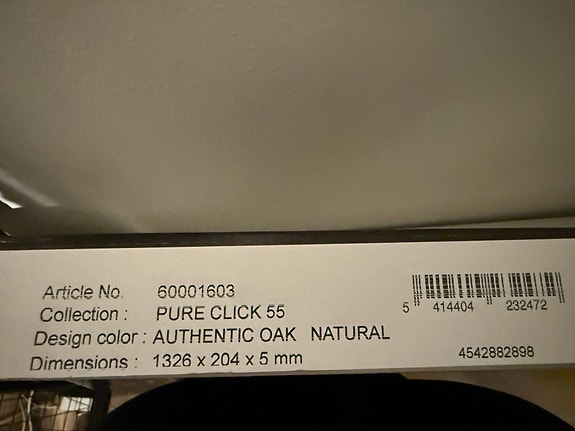 Article No. 60001603
Collection : PURE CLICK 55
Design color : AUTHENTIC OAK NATURAL
Dimensions : 1326 x 204 x 5 mm
5 414404 232472
4542882898